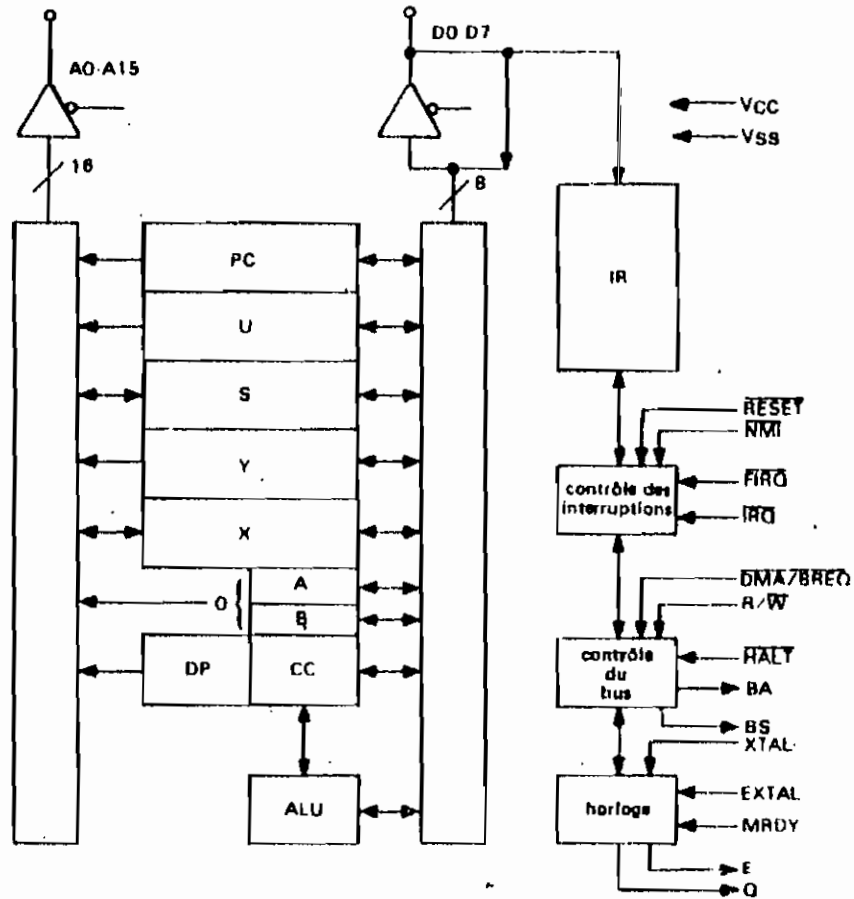 A0-A15
D0 D7
VCC
VSS
16
8
PC
U
S
Y
X
A
O {
B
DP
CC
ALU
IR
RESET
NMI
contrôle des
interruptions
FIRQ
IRQ
DMA/BREQ
R/W
contrôle
du
bus
HALT
BA
BS
XTAL
horloge
EXTAL
MRDY
E
Q